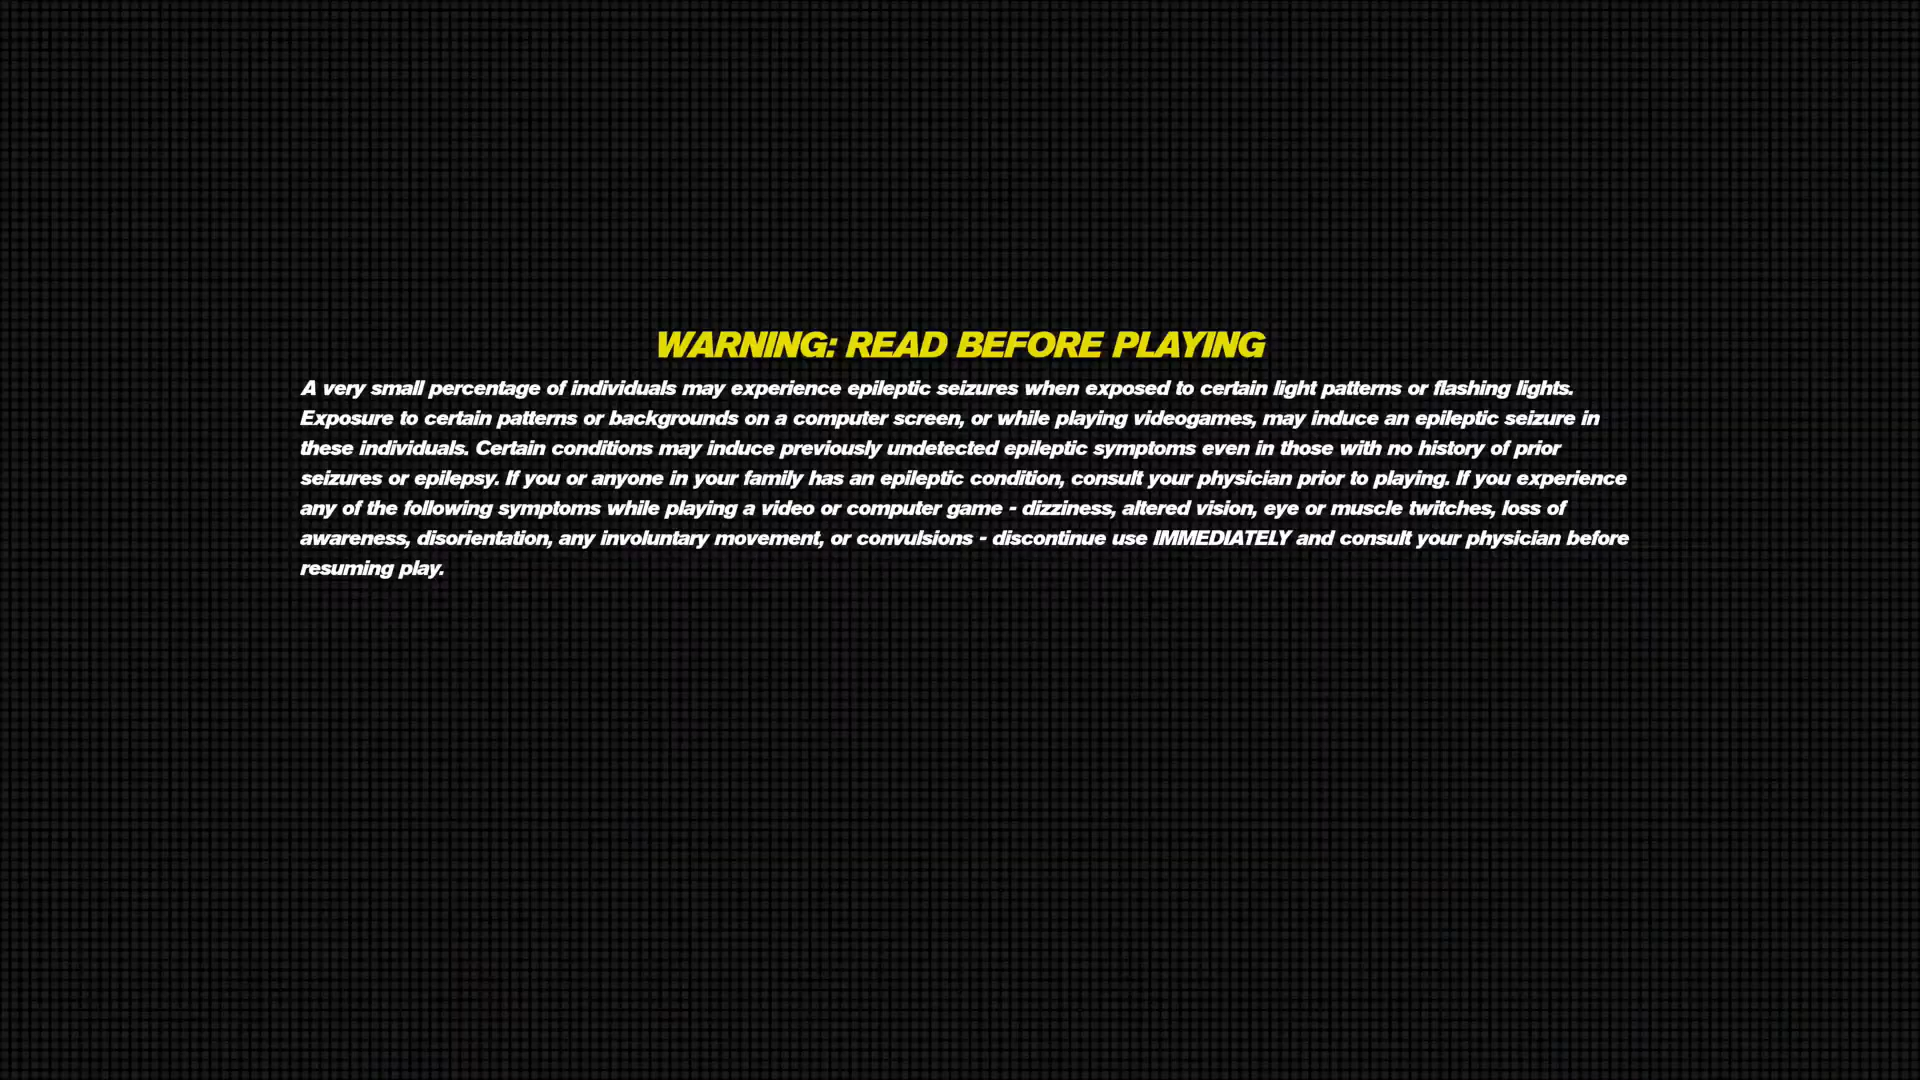 WARNING: READ BEFORE PLAYING
A very small percentage of individuals may experience epileptic seizures when exposed to certain light patterns or flashing lights.
Exposure to certain patterns or backgrounds on a computer screen, or while playing videogames, may induce an epileptic seizure in
these individuals. Certain conditions may induce previously undetected epileptic symptoms even in those with no history of prior
seizures or epilepsy. If you or anyone in your family has an epileptic condition, consult your physician prior to playing. If you experience
any of the following symptoms while playing a video or computer game - dizziness, altered vision, eye or muscle twitches, loss of
awareness, disorientation, any involuntary movement, or convulsions - discontinue use IMMEDIATELY and consult your physician before
resuming play.